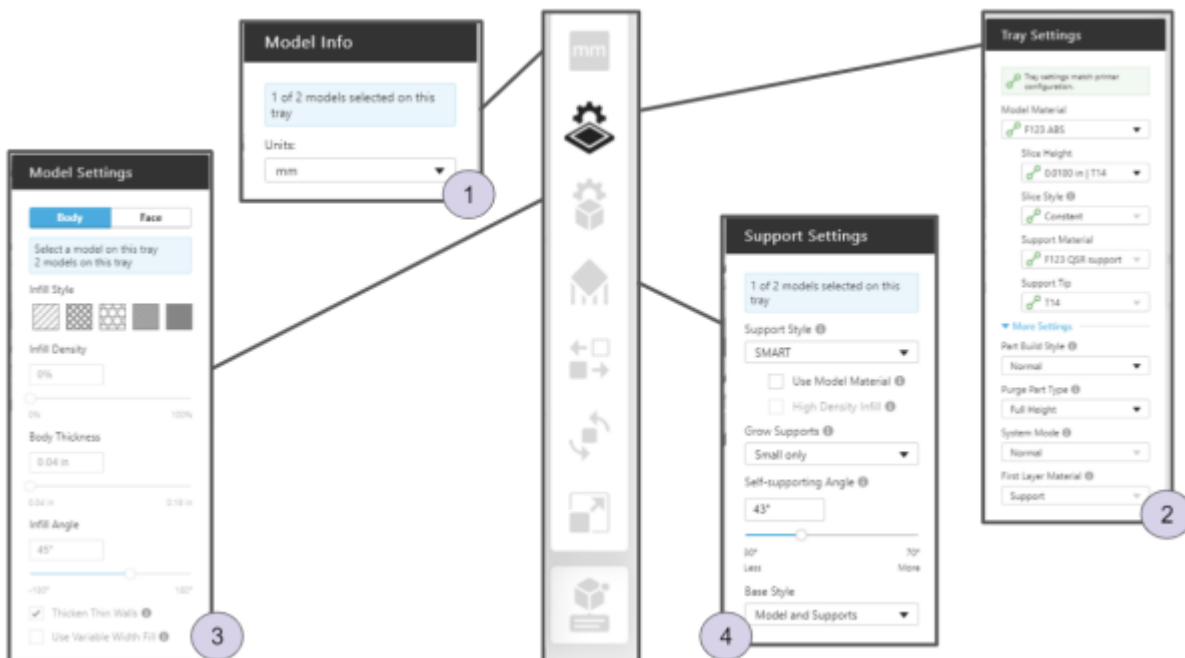 Model Info
1 of 2 models selected on this
tray
Units:
mm
1
mm
Tray Settings
Tray settings match printer
configuration.
Model Material
F123 ABS
Slice Height
0.0100 in | T14
Slice Style
Constant
Support Material
F123 QSR support
Support Tip
T14
More Settings
Part Build Style
Normal
Purge Part Type
Full Height
System Mode
Normal
First Layer Material
Support
2
Model Settings
Body Face
Select a model on this tray
2 models on this tray
Infill Style
Infill Density
0%
0% 100%
Body Thickness
0.04 in
0.04 in 0.18 in
Infill Angle
45°
-180° 180°
Thicken Thin Walls
Use Variable Width Fill
3
Support Settings
1 of 2 models selected on this
tray
Support Style
SMART
Use Model Material
High Density Infill
Grow Supports
Small only
Self-supporting Angle
43°
30° 70°
Less More
Base Style
Model and Supports
4